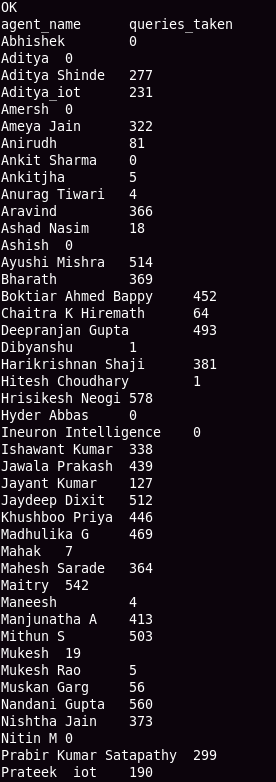 OK
agent_name queries_taken
Abhishek 0
Aditya 0
Aditya Shinde 277
Aditya_iot 231
Amersh 0
Ameya Jain 322
Anirudh 81
Ankit Sharma 0
Ankitjha 5
Anurag Tiwari 4
Aravind 366
Ashad Nasim 18
Ashish 0
Ayushi Mishra 514
Bharath 369
Boktiar Ahmed Bappy 452
Chaitra K Hiremath 64
Deepranjan Gupta 493
Dibyanshu 1
Harikrishnan Shaji 381
Hitesh Choudhary 1
Hrisikesh Neogi 578
Hyder Abbas 0
Ineuron Intelligence 0
Ishawant Kumar 338
Jawala Prakash 439
Jayant Kumar 127
Jaydeep Dixit 512
Khushboo Priya 446
Madhulika G 469
Mahak 7
Mahesh Sarade 364
Maitry 542
Maneesh 4
Manjunatha A 413
Mithun S 503
Mukesh 19
Mukesh Rao 5
Muskan Garg 56
Nandani Gupta 560
Nishtha Jain 373
Nitin M 0
Prabir Kumar Satapathy 299
Prateek iot 190